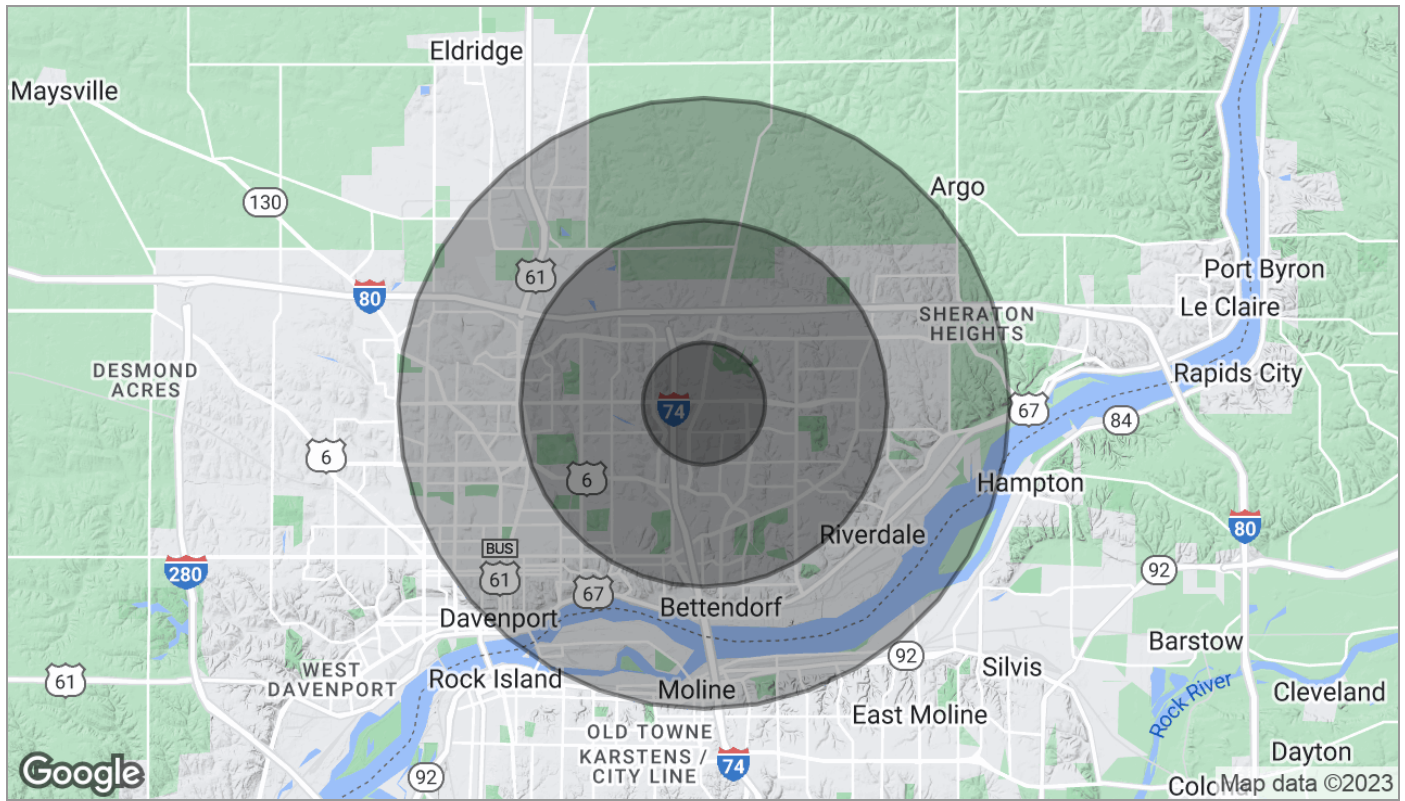 Eldridge
Maysville
130
Argo
61
Port Byron
80
Le Claire
SHERATON
HEIGHTS
DESMOND
ACRES
Rapids City
74
67
84
6
6
Hampton
80
Riverdale
BUS
61
280
92
67
Bettendorf
Davenport
Barstow
92
Silvis
WEST
DAVENPORT
61
Rock Island
Moline
Rock River
Cleveland
East Moline
OLD TOWNE
KARSTENS /
CITY LINE
74
Dayton
Google
92
Map data ©2023